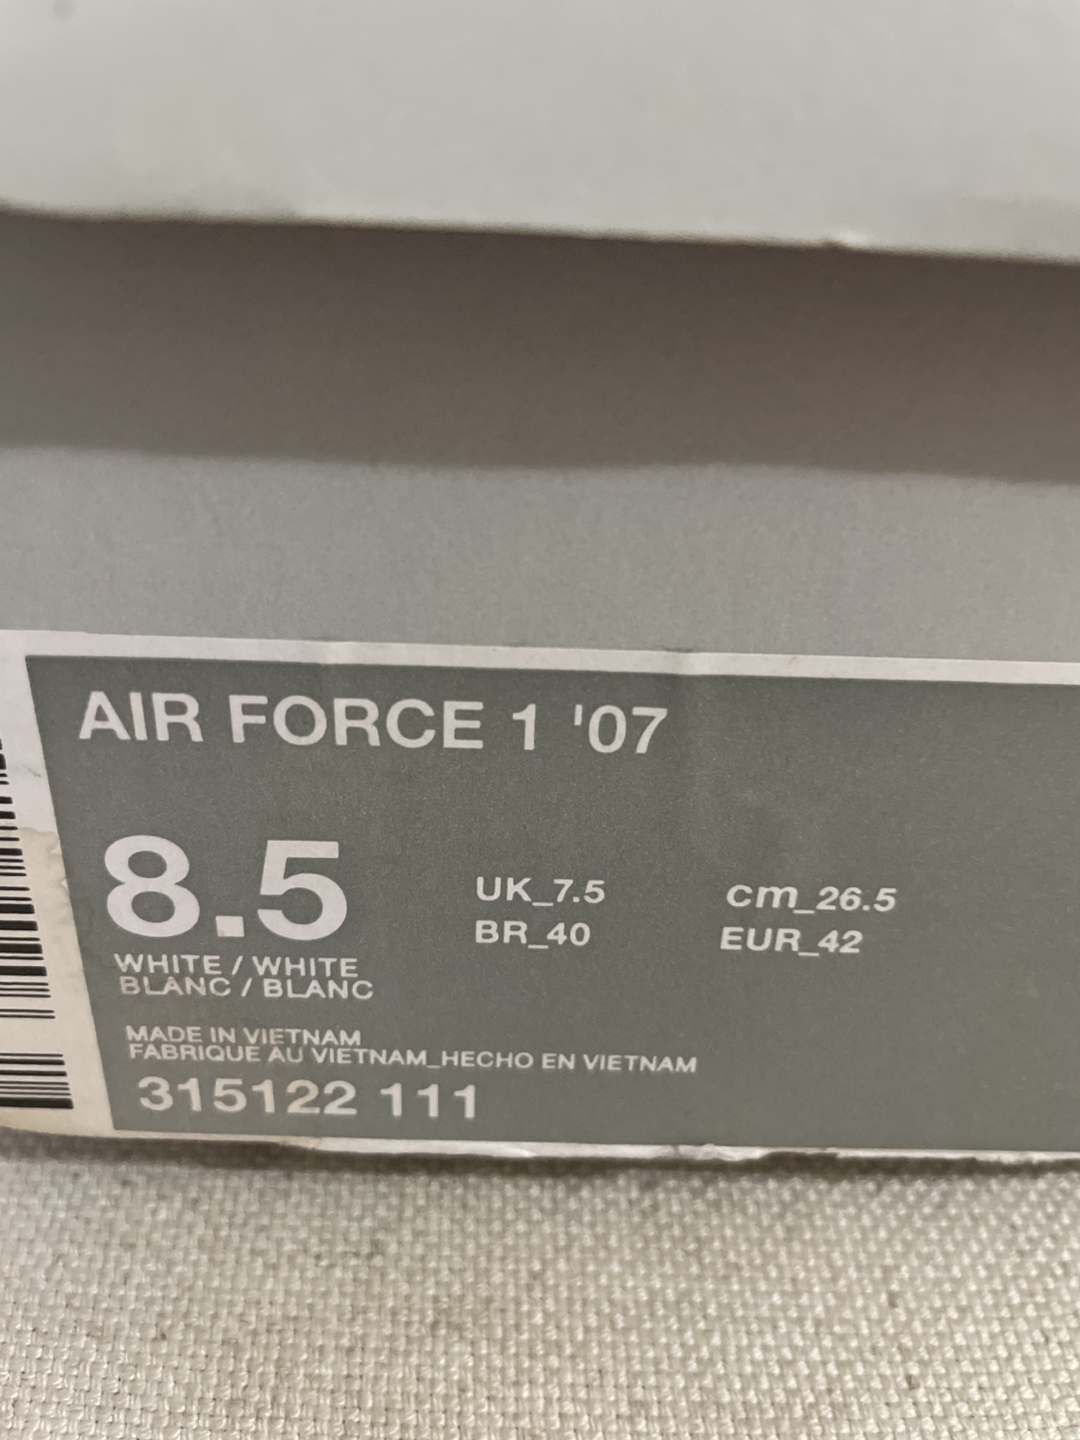 AIR FORCE 1 '07
8.5
UK_7.5 cm_26.5
BR_40 EUR_42
WHITE / WHITE
BLANC / BLANC
MADE IN VIETNAM
FABRIQUE AU VIETNAM_HECHO EN VIETNAM
315122 111